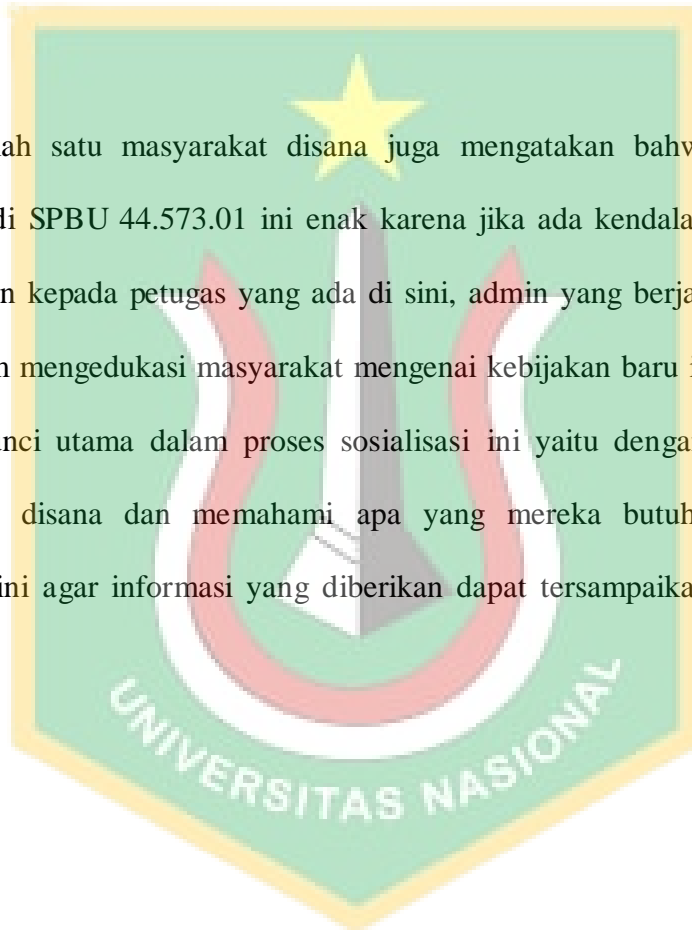 ah satu masyarakat disana juga mengatakan bahw
di SPBU 44.573.01 ini enak karena jika ada kendala
n kepada petugas yang ada di sini, admin yang berja
n mengedukasi masyarakat mengenai kebijakan baru i
unci utama dalam proses sosialisasi ini yaitu denga
disana dan memahami apa yang mereka butuh
ini agar informasi yang diberikan dapat tersampaika
UNIVERSITAS NASIONAL